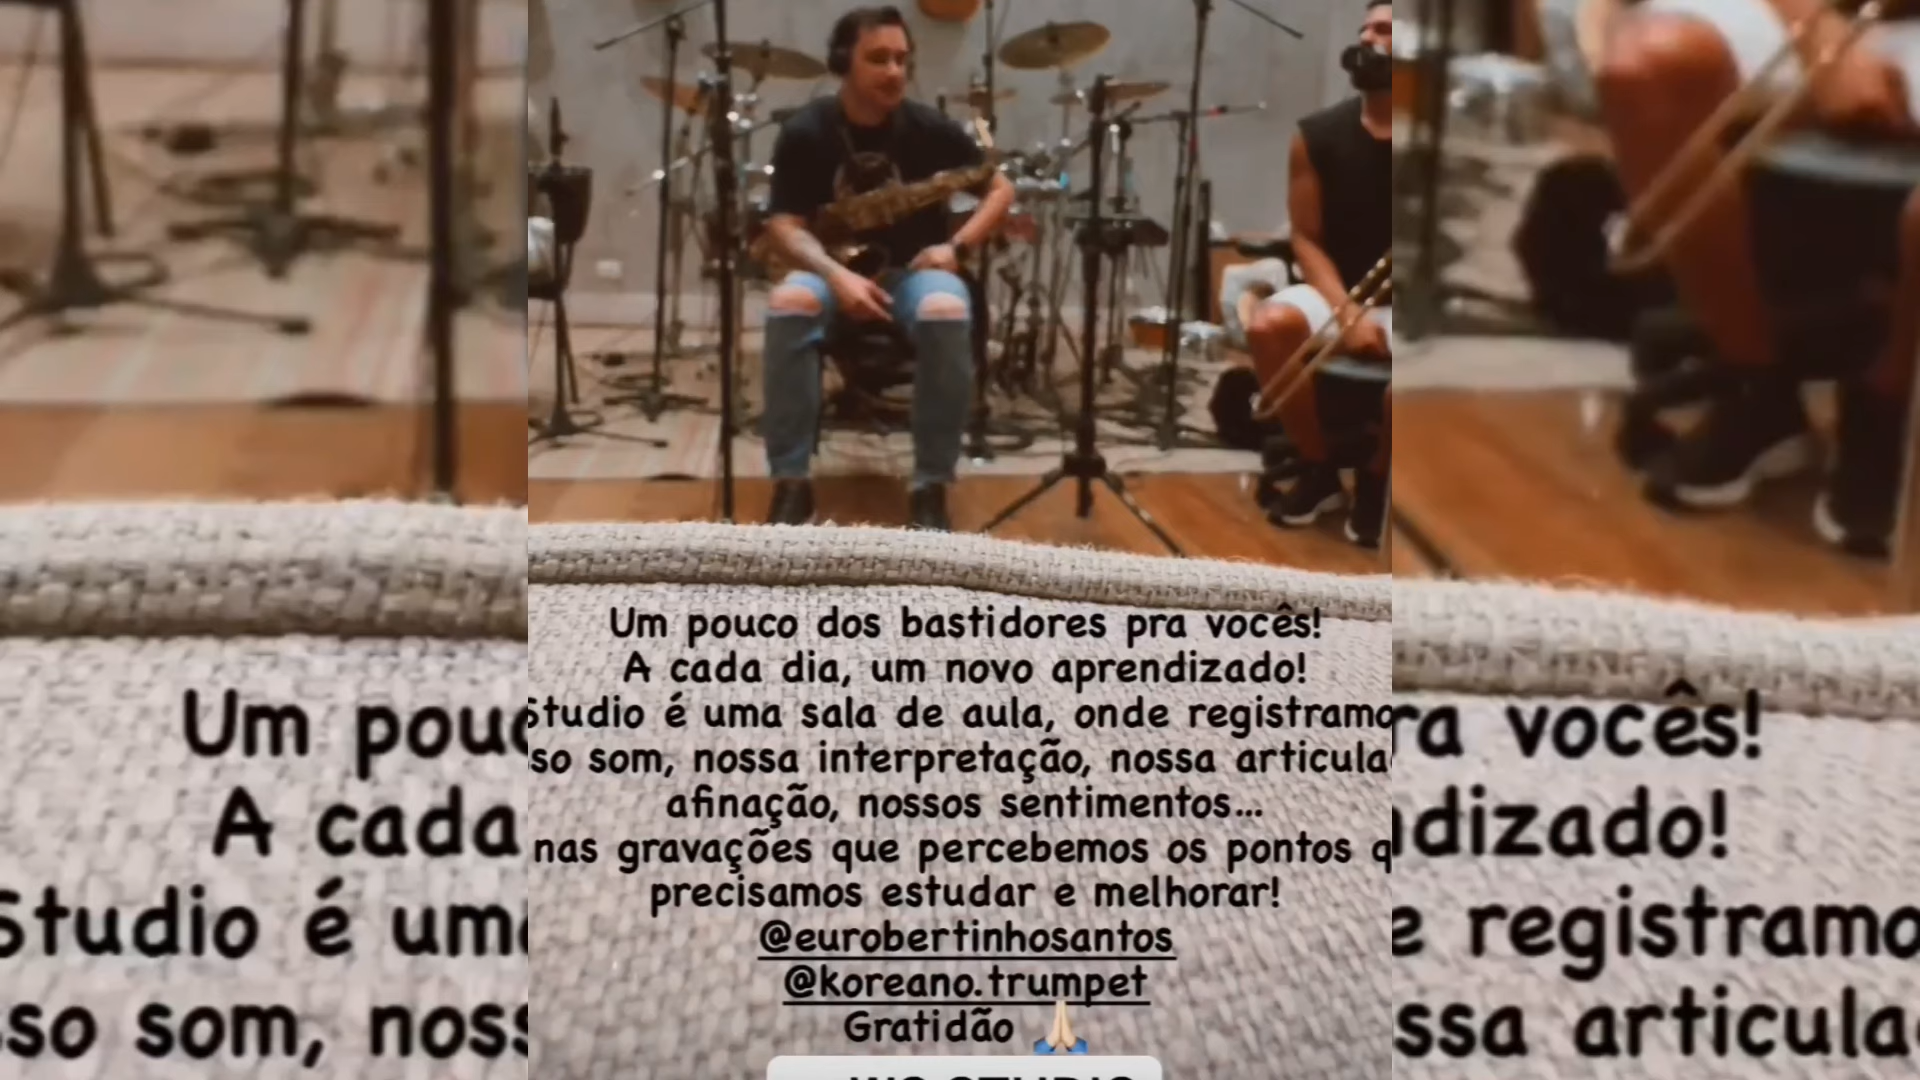 Um pouco dos bastidores pra vocês!
A cada dia, um novo aprendizado!
Studio é uma sala de aula, onde registramo
so som, nossa interpretação, nossa articula
afinação, nossos sentimentos...
nas gravações que percebemos os pontos q
precisamos estudar e melhorar!
@eurobertinhosantos
@koreano.trumpet
Gratidão 🙏🏼